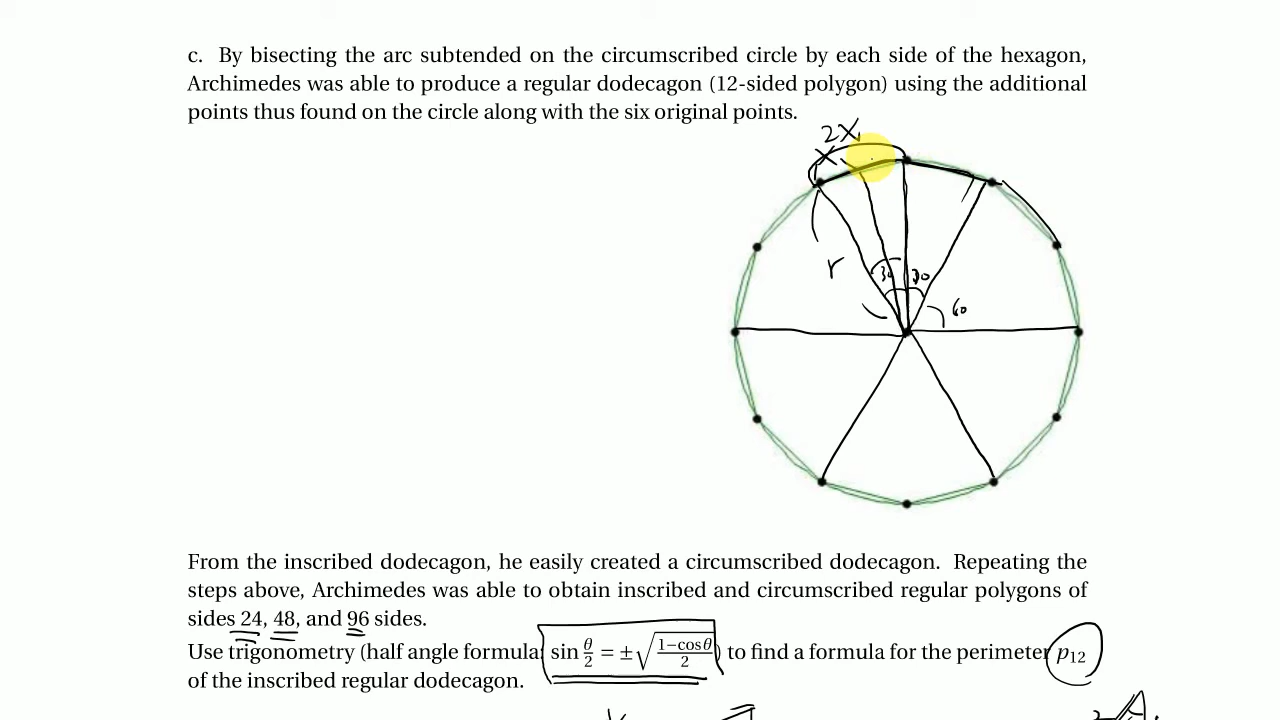 c. By bisecting the arc subtended on the circumscribed circle by each side of the hexagon,
Archimedes was able to produce a regular dodecagon (12-sided polygon) using the additional
points thus found on the circle along with the six original points.
2x
x
r
30 30
60
From the inscribed dodecagon, he easily created a circumscribed dodecagon. Repeating the
steps above, Archimedes was able to obtain inscribed and circumscribed regular polygons of
sides 24, 48, and 96 sides.
Use trigonometry (half angle formula: sin θ/2 = ±√((1−cosθ)/2)) to find a formula for the perimeter p₁₂
of the inscribed regular dodecagon.